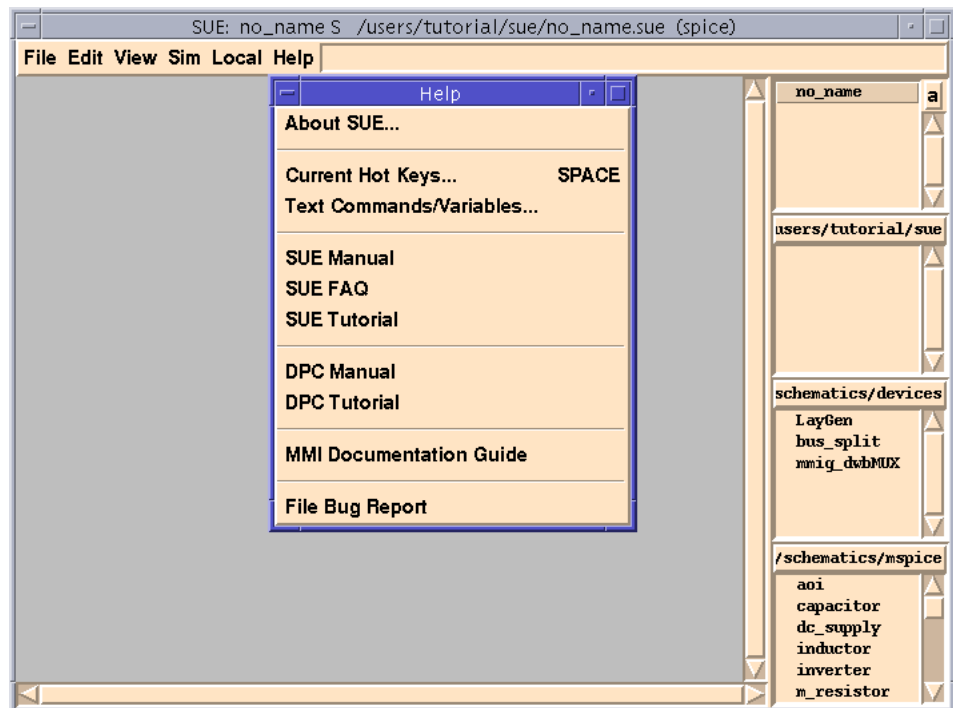 SUE: no_name S /users/tutorial/sue/no_name.sue (spice)
File Edit View Sim Local Help
Help
About SUE...
Current Hot Keys... SPACE
Text Commands/Variables...
SUE Manual
SUE FAQ
SUE Tutorial
DPC Manual
DPC Tutorial
MMI Documentation Guide
File Bug Report
no_name
a
users/tutorial/sue
schematics/devices
LayGen
bus_split
mmig_dwbMUX
/schematics/mspice
aoi
capacitor
dc_supply
inductor
inverter
m_resistor